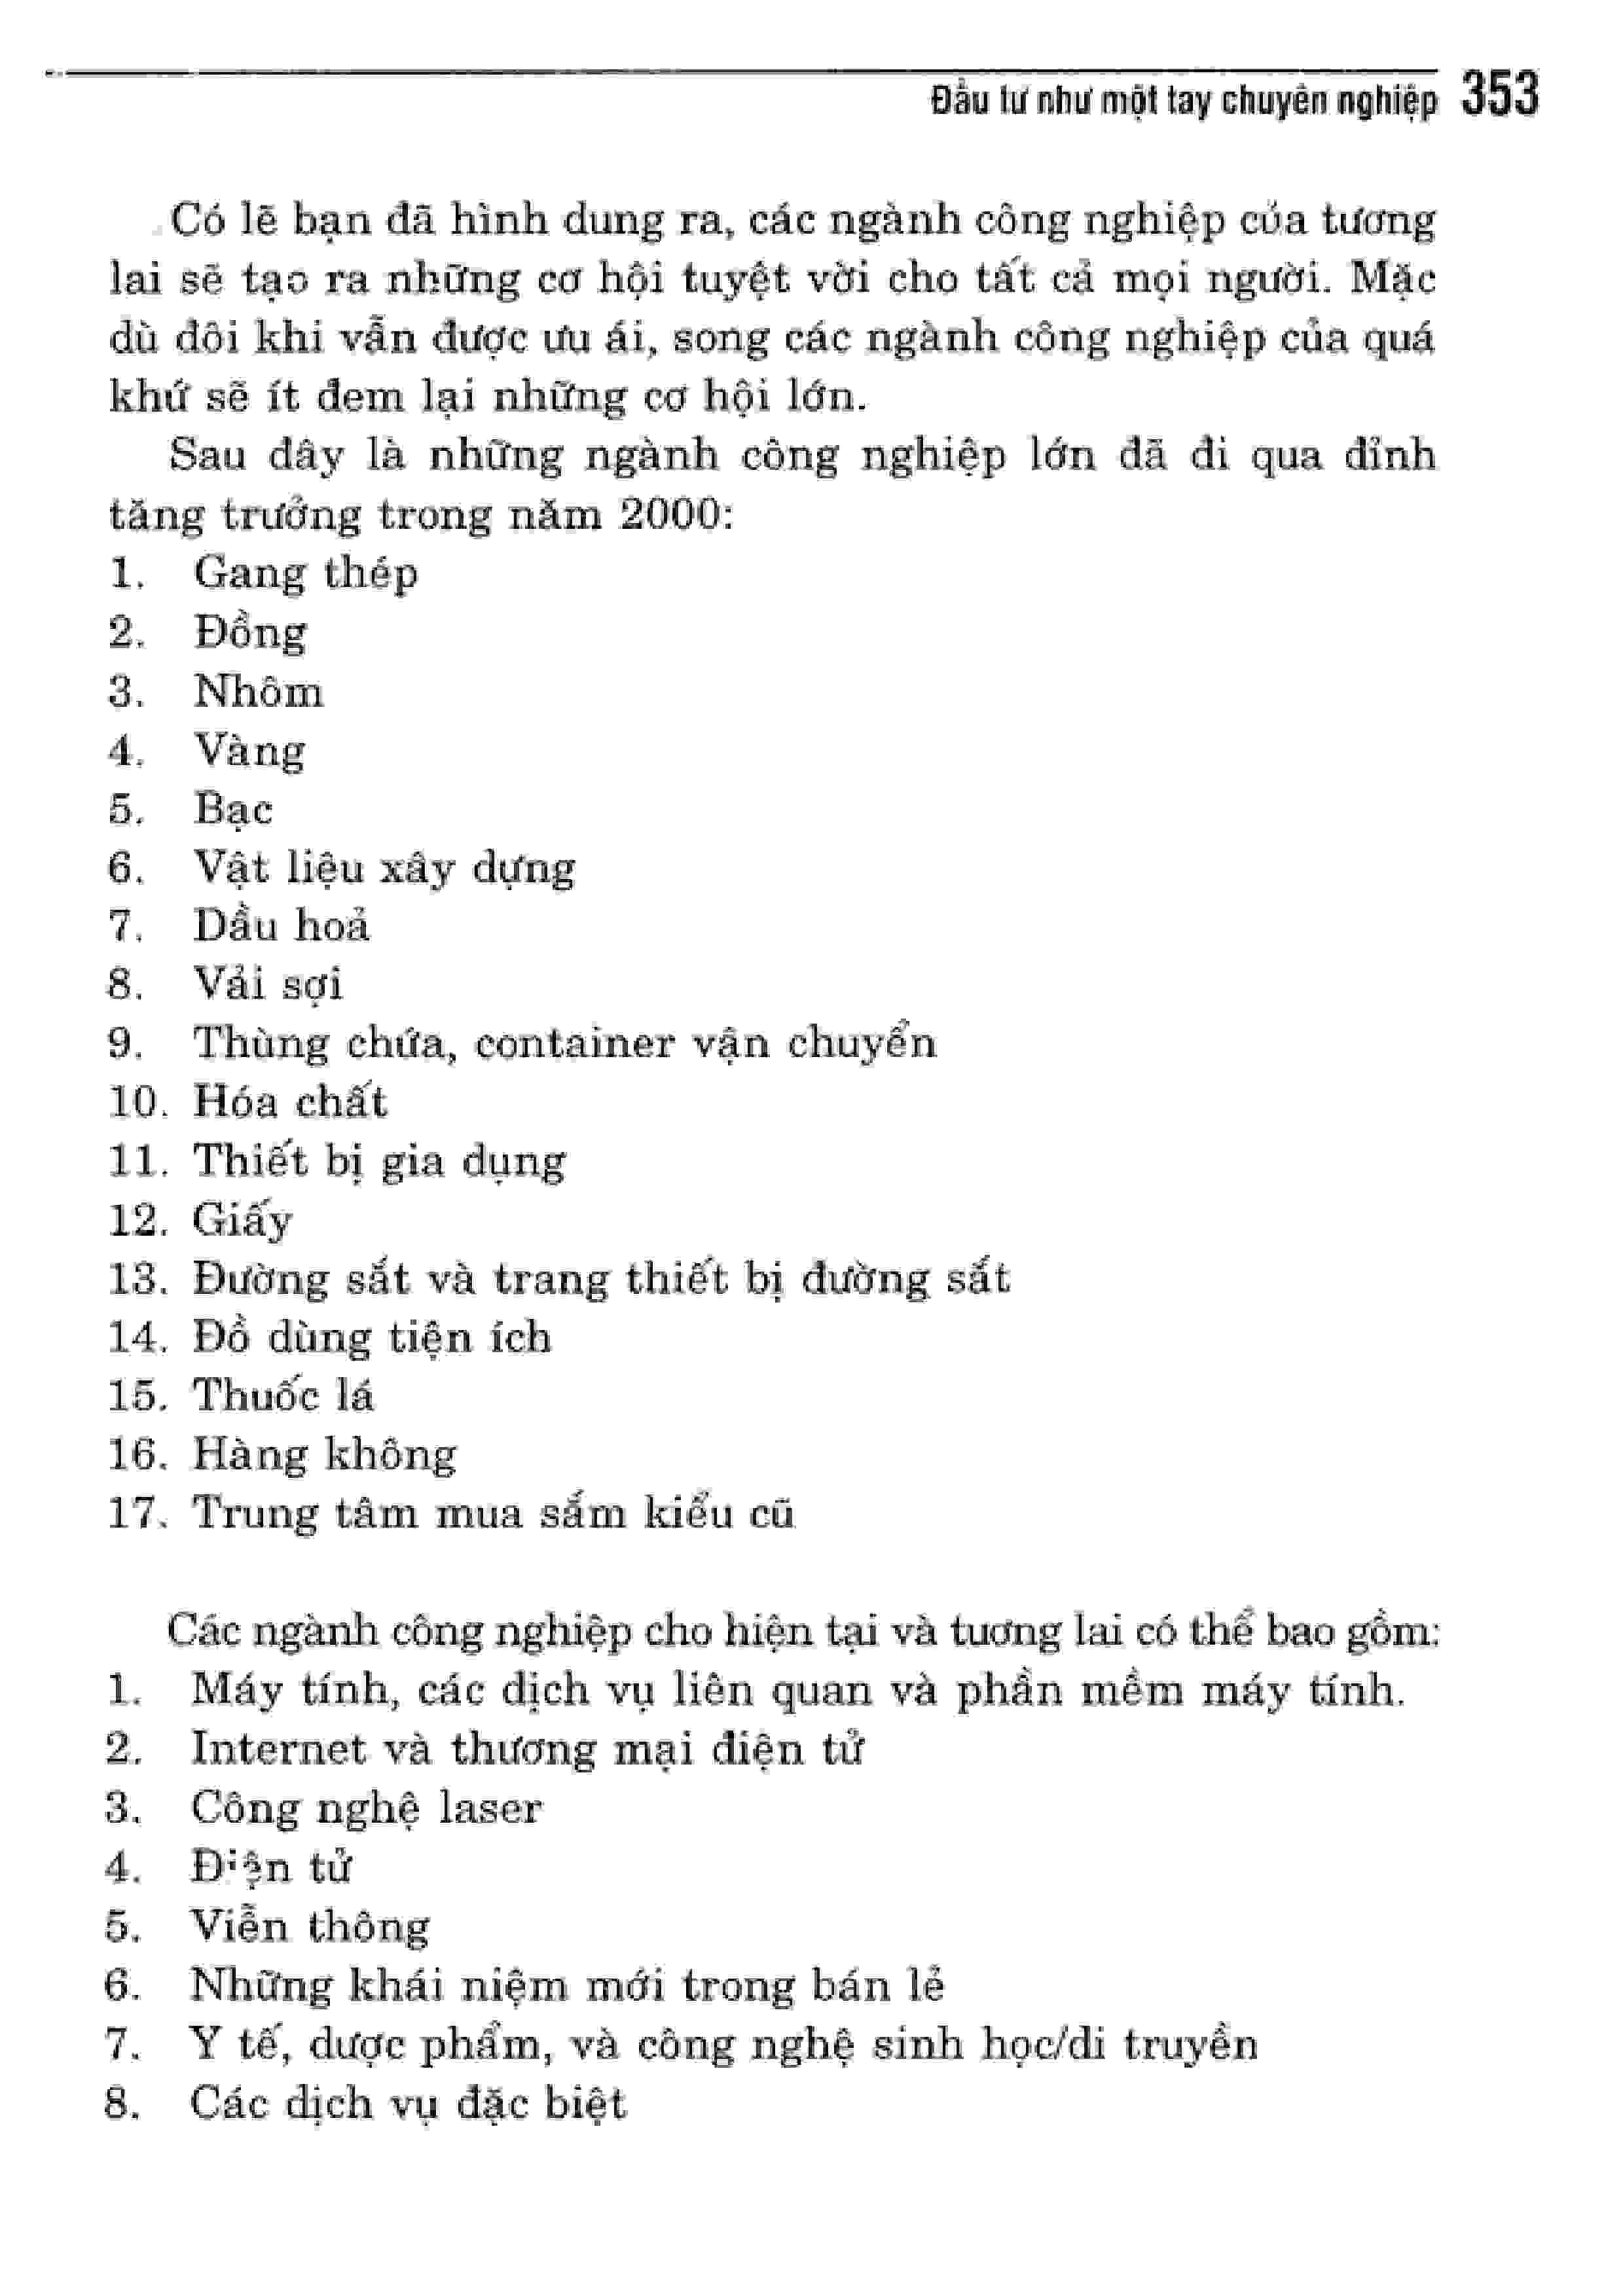 Đầu tư như một tay chuyên nghiệp 353
Có lẽ bạn đã hình dung ra, các ngành công nghiệp của tương
lai sẽ tạo ra những cơ hội tuyệt vời cho tất cả mọi người. Mặc
dù đôi khi vẫn được ưu ái, song các ngành công nghiệp của quá
khứ sẽ ít đem lại những cơ hội lớn.
Sau đây là những ngành công nghiệp lớn đã đi qua đỉnh
tăng trưởng trong năm 2000:
1. Gang thép
2. Đồng
3. Nhôm
4. Vàng
5. Bạc
6. Vật liệu xây dựng
7. Dầu hoả
8. Vải sợi
9. Thùng chứa, container vận chuyển
10. Hóa chất
11. Thiết bị gia dụng
12. Giấy
13. Đường sắt và trang thiết bị đường sắt
14. Đồ dùng tiện ích
15. Thuốc lá
16. Hàng không
17. Trung tâm mua sắm kiểu cũ
Các ngành công nghiệp cho hiện tại và tương lai có thể bao gồm:
1. Máy tính, các dịch vụ liên quan và phần mềm máy tính.
2. Internet và thương mại điện tử
3. Công nghệ laser
4. Điện tử
5. Viễn thông
6. Những khái niệm mới trong bán lẻ
7. Y tế, dược phẩm, và công nghệ sinh học/di truyền
8. Các dịch vụ đặc biệt